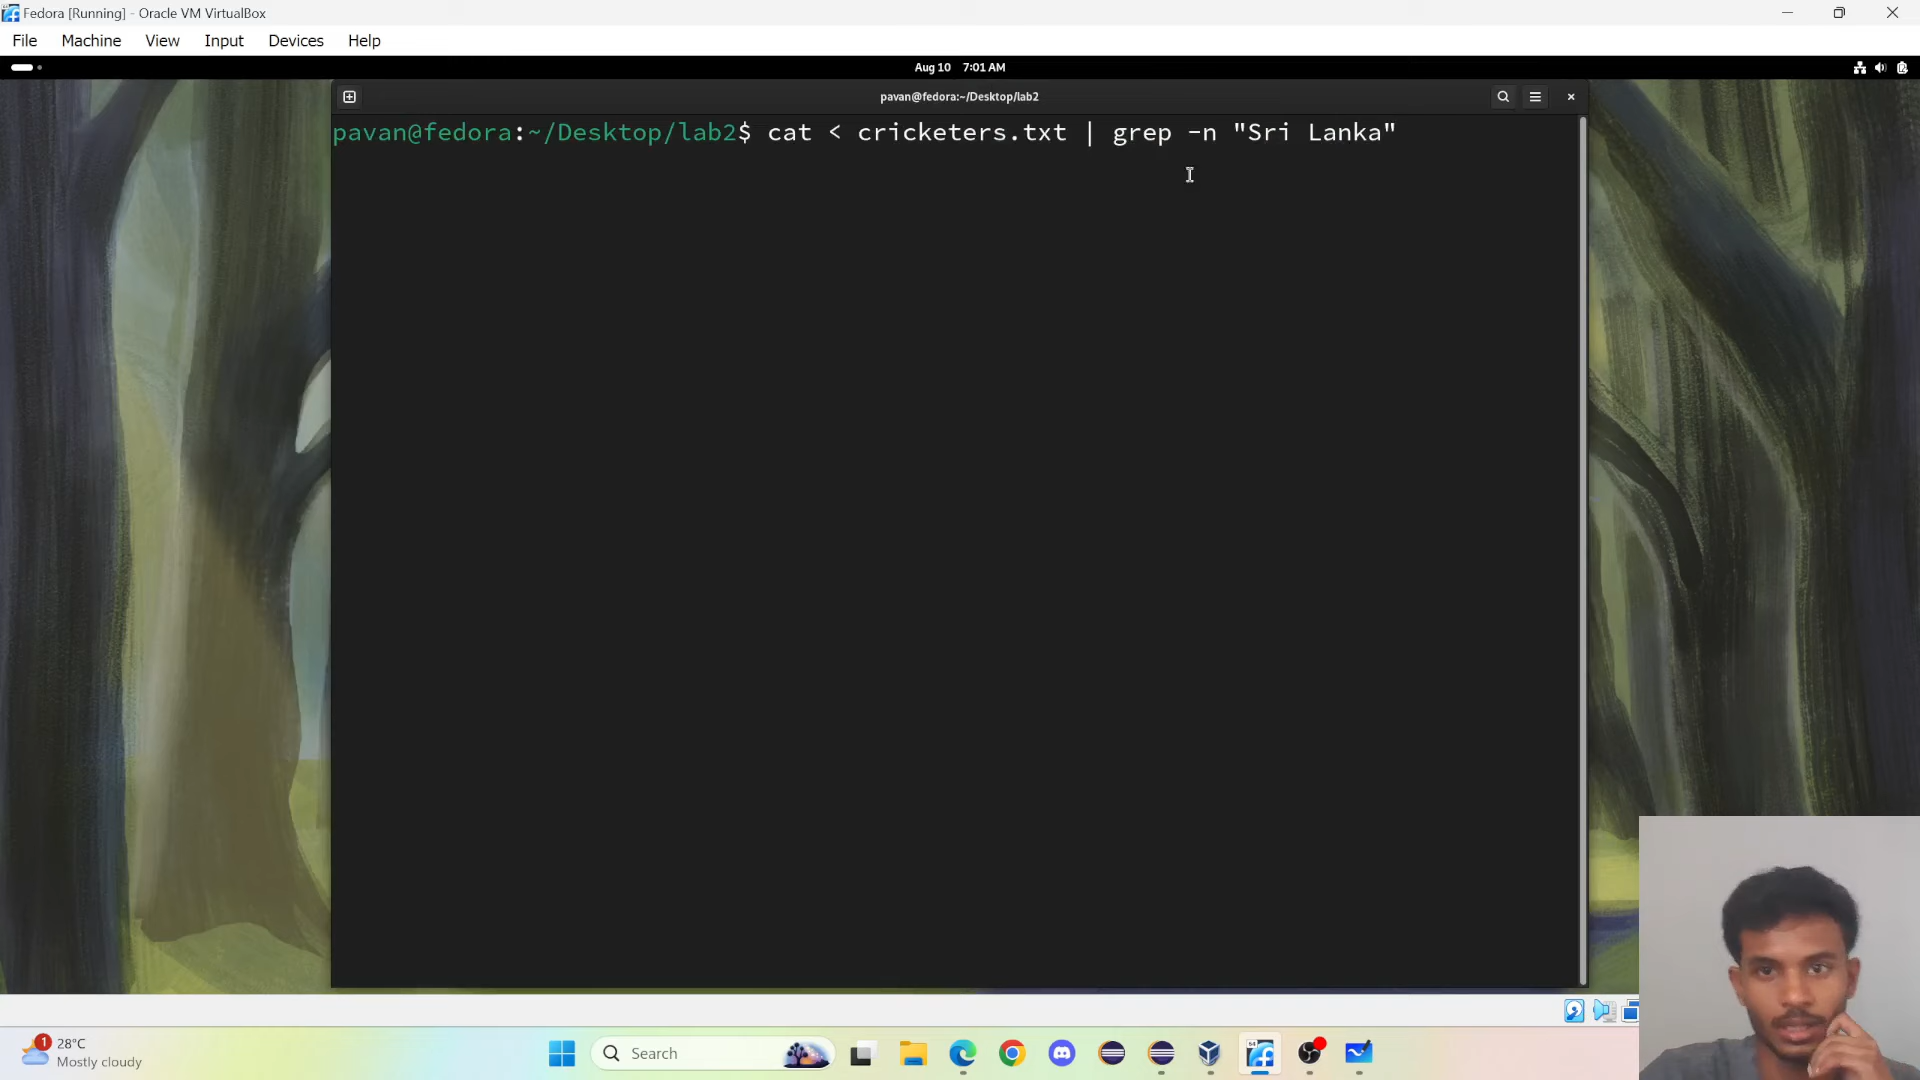 Fedora [Running] - Oracle VM VirtualBox
File Machine View Input Devices Help
Aug 10 7:01 AM
pavan@fedora:~/Desktop/lab2
pavan@fedora:~/Desktop/lab2$ cat < cricketers.txt | grep -n "Sri Lanka"
1
28°C
Mostly cloudy
Search